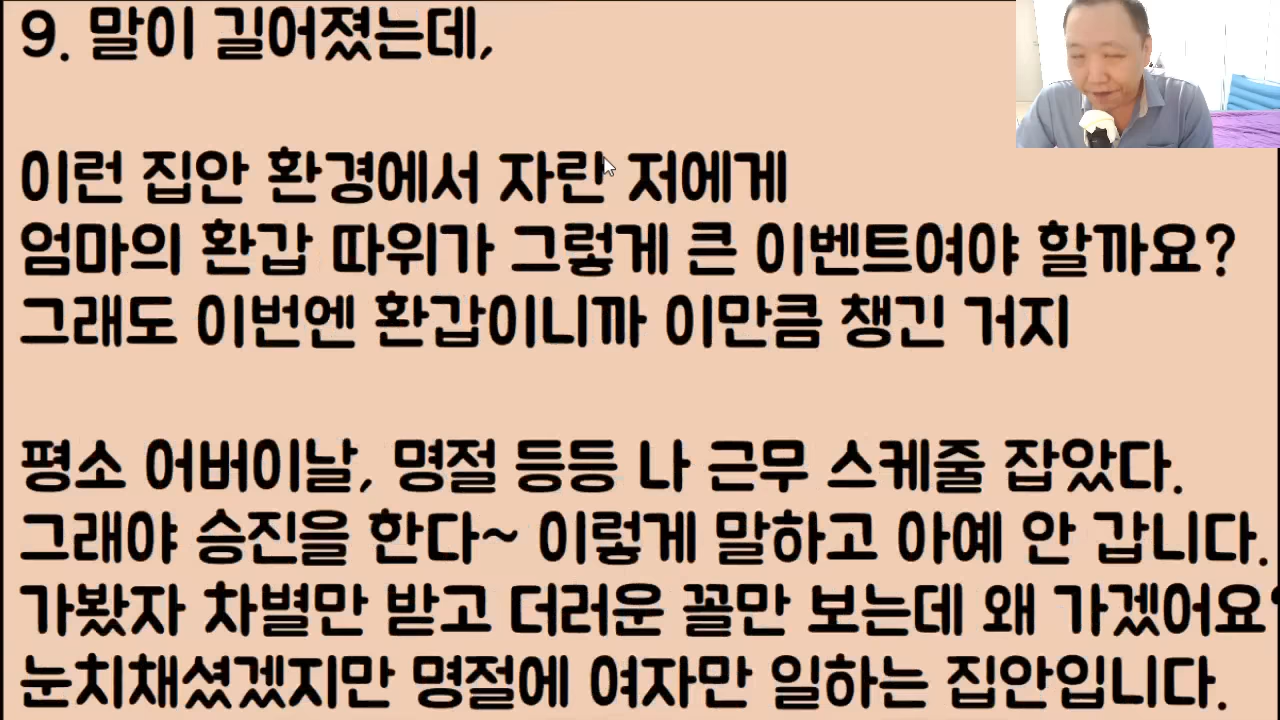 9. 말이 길어졌는데,
이런 집안 환경에서 자란 저에게
엄마의 환갑 따위가 그렇게 큰 이벤트여야 할까요?
그래도 이번엔 환갑이니까 이만큼 챙긴 거지
평소 어버이날, 명절 등등 나 근무 스케줄 잡았다.
그래야 승진을 한다~ 이렇게 말하고 아예 안 갑니다.
가봤자 차별만 받고 더러운 꼴만 보는데 왜 가겠어요?
눈치채셨겠지만 명절에 여자만 일하는 집안입니다.